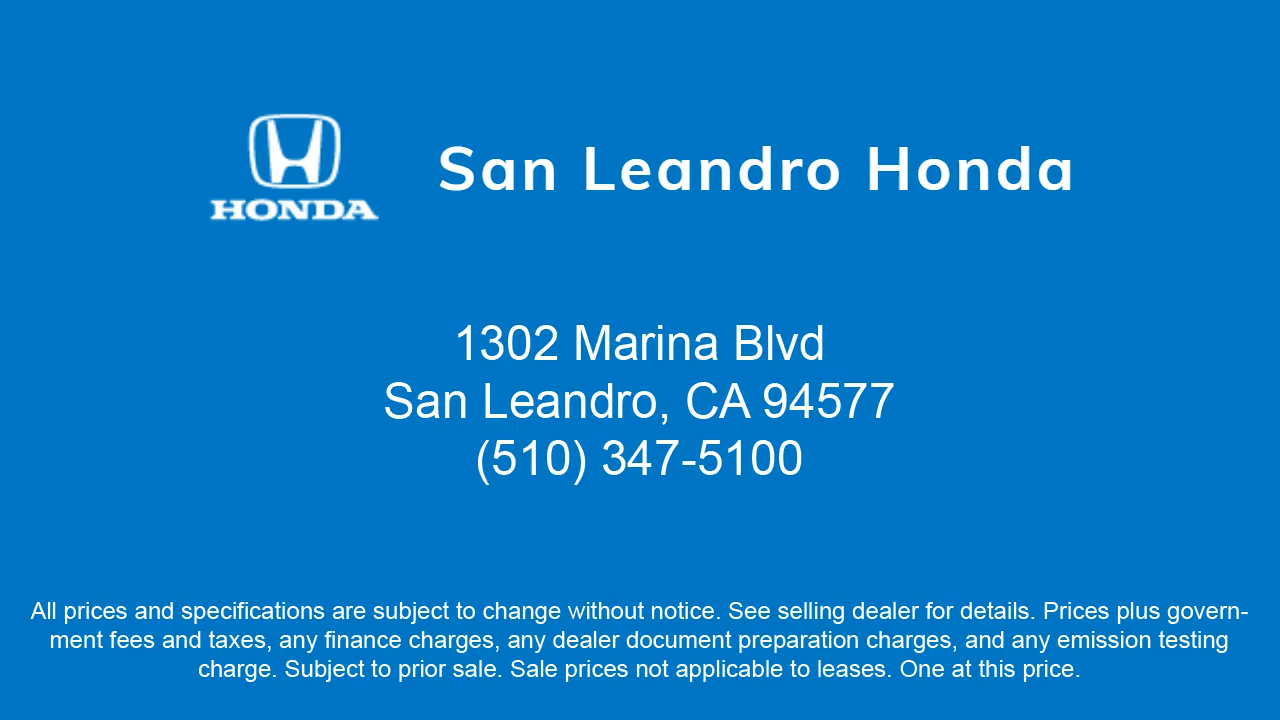 HONDA
San Leandro Honda
1302 Marina Blvd
San Leandro, CA 94577
(510) 347-5100
All prices and specifications are subject to change without notice. See selling dealer for details. Prices plus govern-
ment fees and taxes, any finance charges, any dealer document preparation charges, and any emission testing
charge. Subject to prior sale. Sale prices not applicable to leases. One at this price.